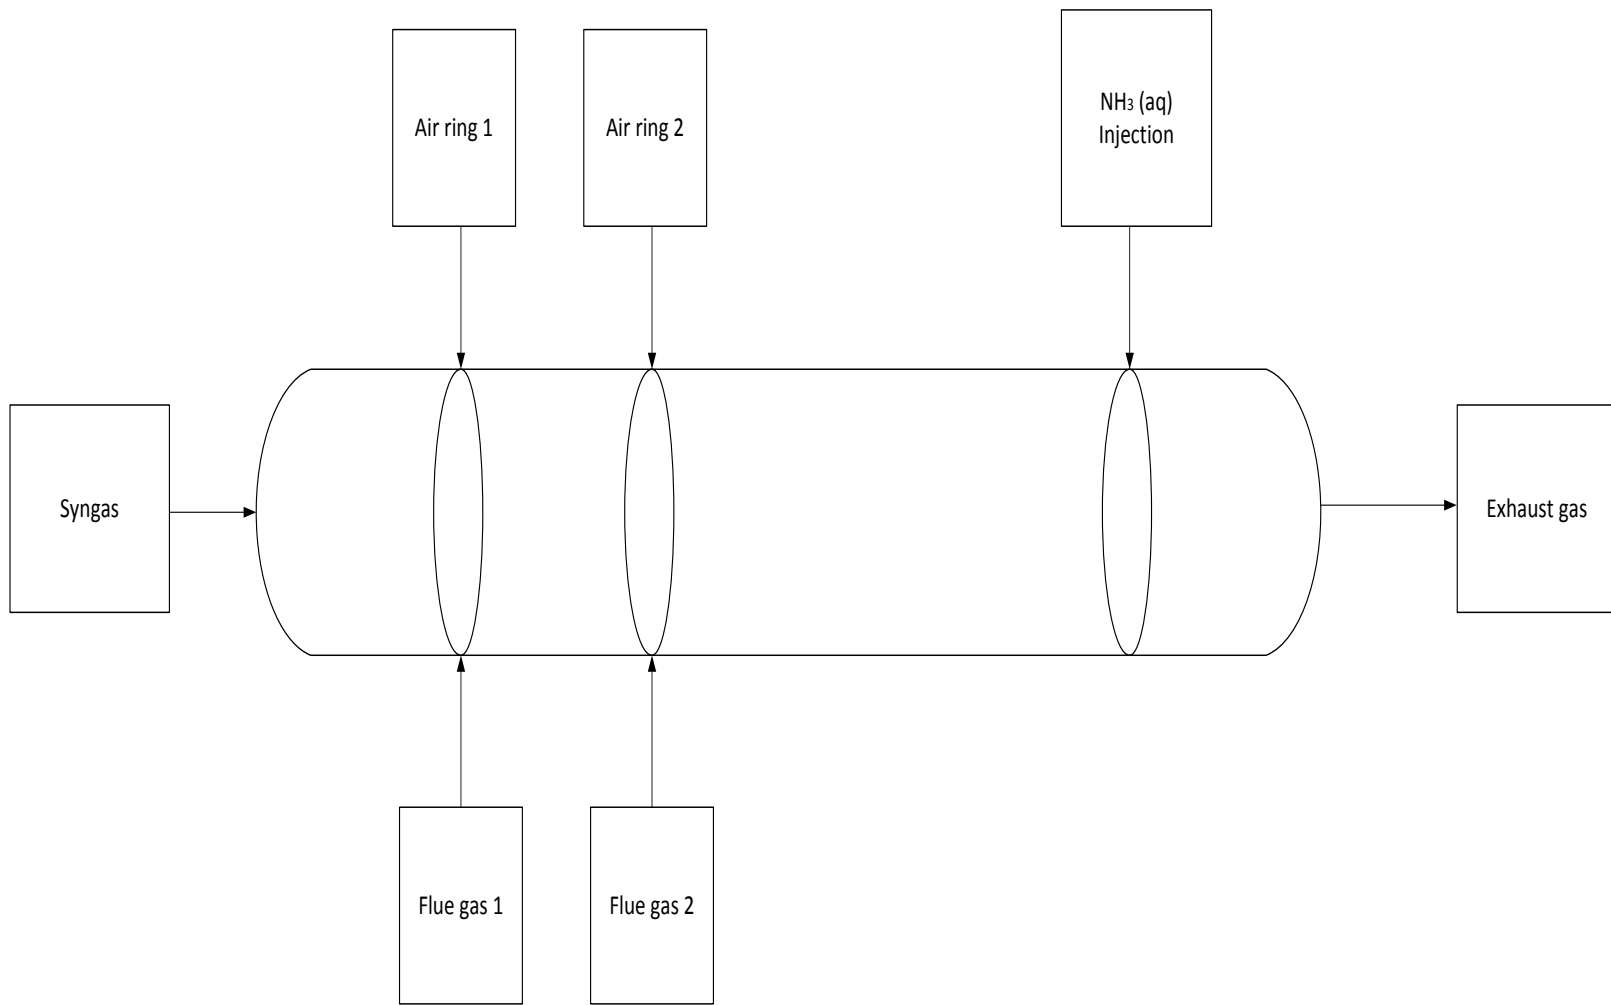 Air ring 1
Air ring 2
NH₃ (aq)
Injection
Syngas
Exhaust gas
Flue gas 1
Flue gas 2